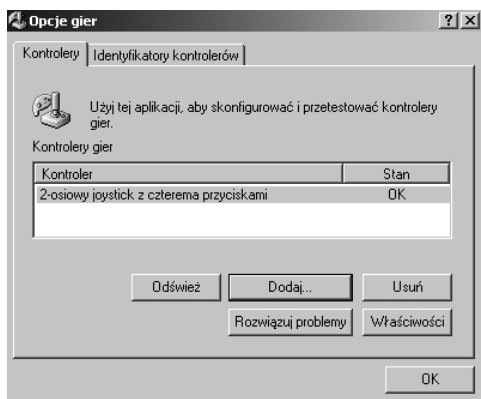 Opcje gier
Kontrolery
Identyfikatory kontrolerów
Użyj tej aplikacji, aby skonfigurować i przetestować kontrolery
gier.
Kontrolery gier
Kontroler Stan
2-osiowy joystick z czterema przyciskami OK
Odśwież Dodaj... Usuń
Rozwiązuj problemy Właściwości
OK